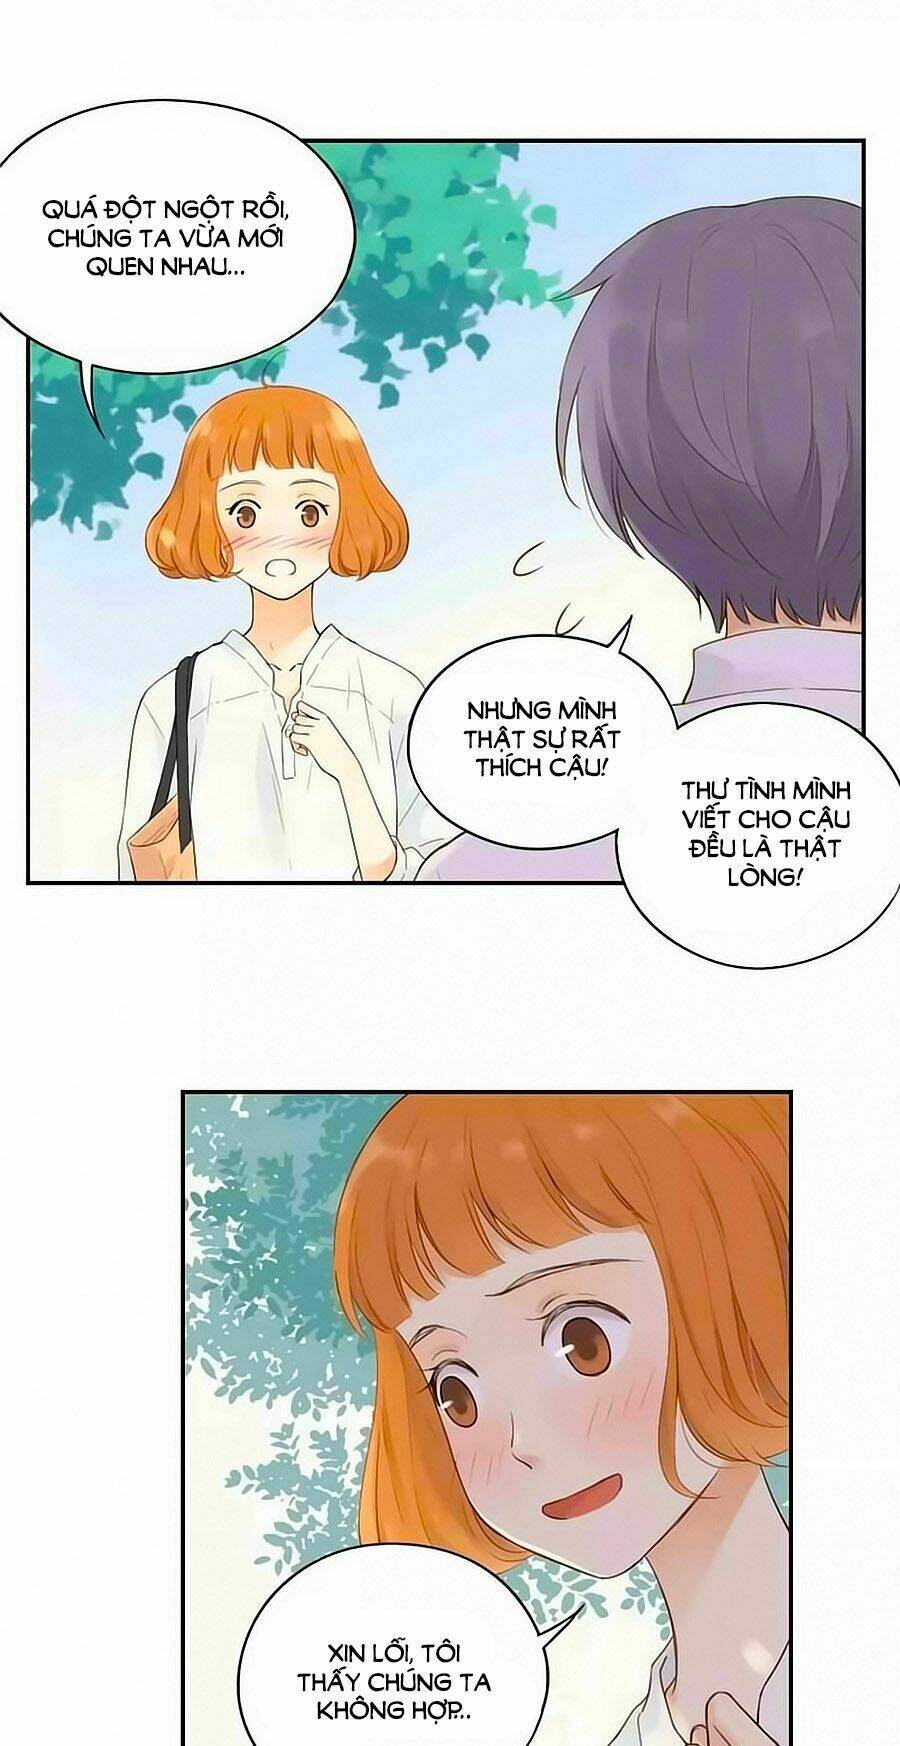 QUÁ ĐỘT NGỘT RỒI,
CHÚNG TA VỪA MỚI
QUEN NHAU...
NHƯNG MÌNH
THẬT SỰ RẤT
THÍCH CẬU!
THƯ TÌNH MÌNH
VIẾT CHO CẬU
ĐỀU LÀ THẬT
LÒNG!
XIN LỖI, TÔI
THẤY CHÚNG TA
KHÔNG HỢP...